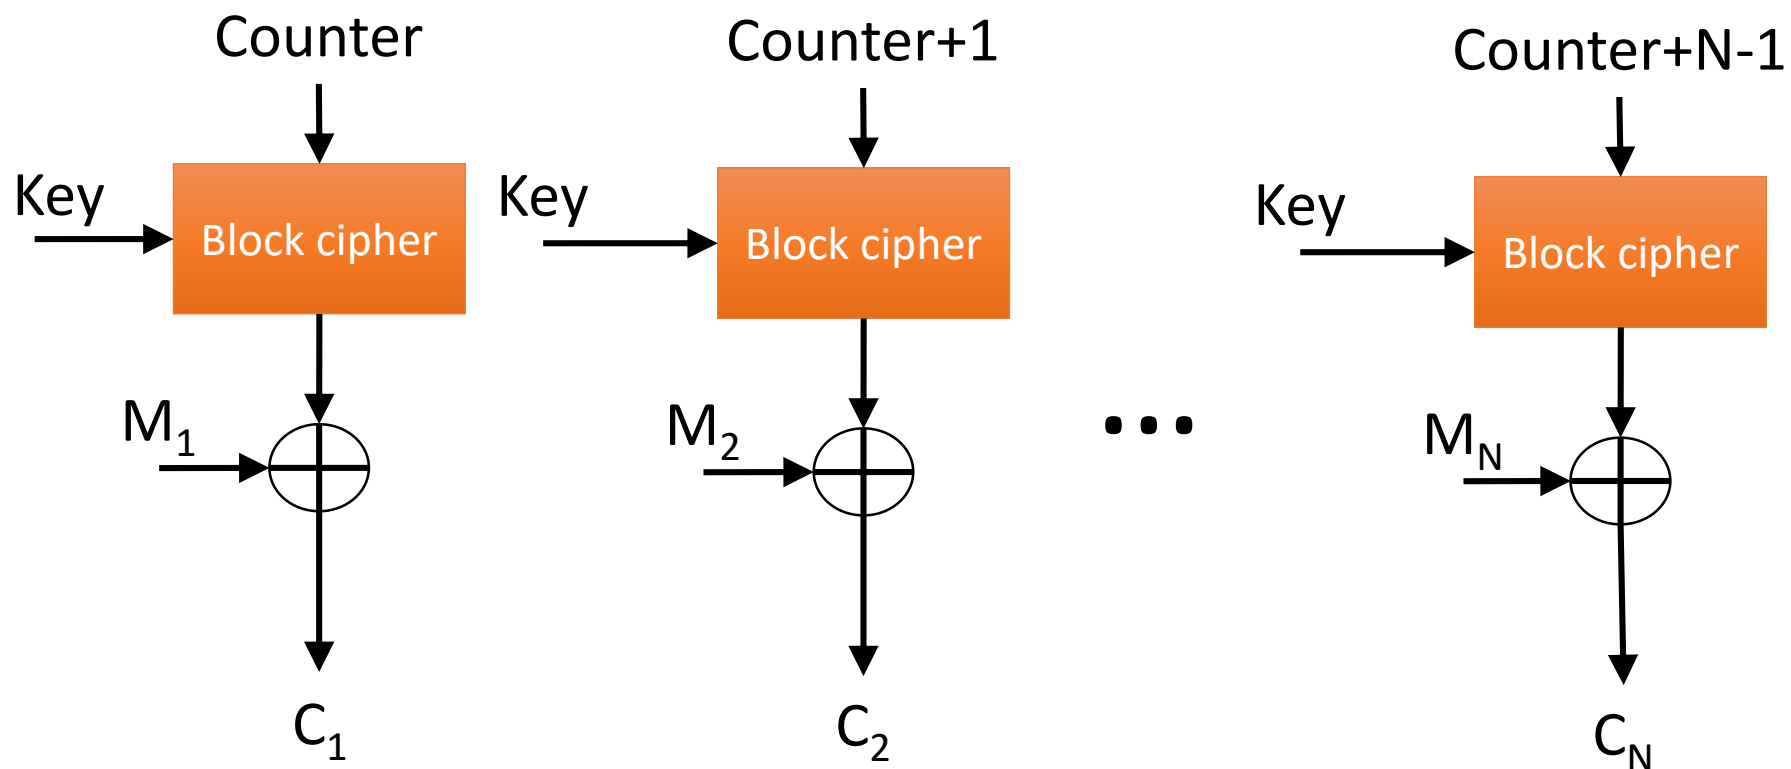 Counter
Counter+1
Counter+N-1
Key
Key
Key
Block cipher
Block cipher
Block cipher
M1
M2
MN
...
C1
C2
CN